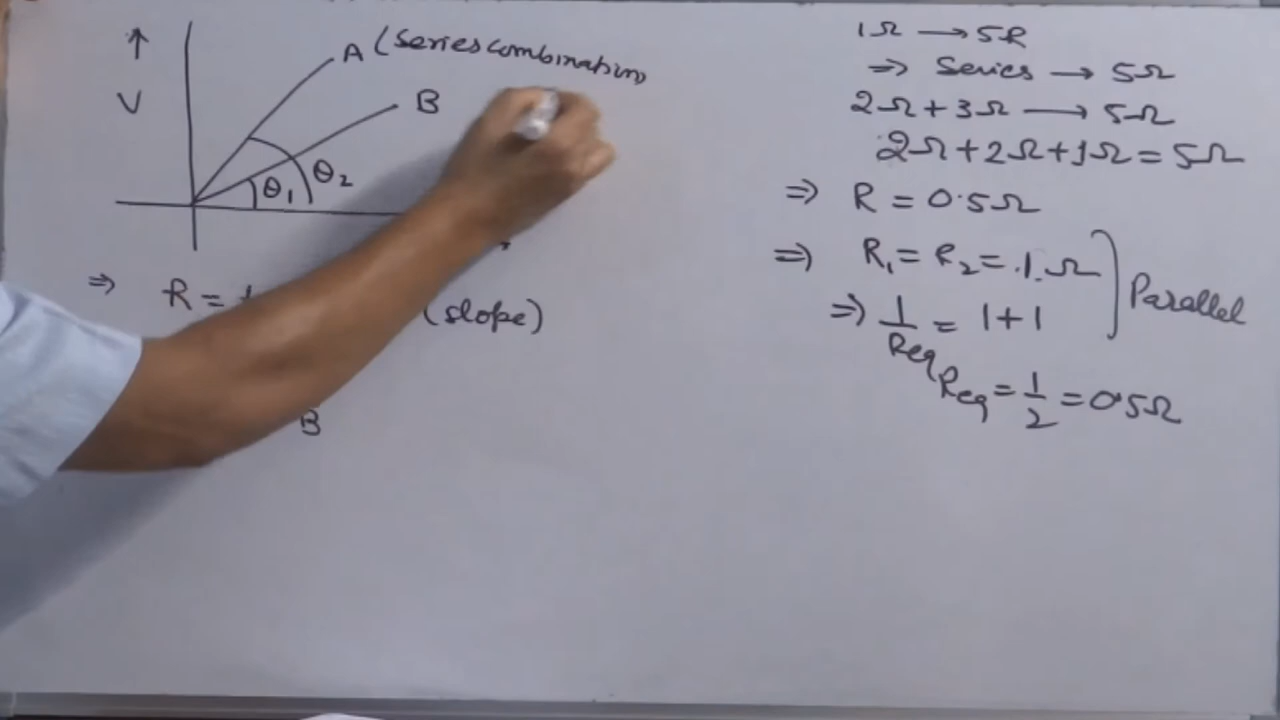 ↑
V
A (Series combination)
B
θ₁
θ₂
⇒ R =
(slope)
B
1Ω → 5R
⇒ Series → 5Ω
2Ω + 3Ω → 5Ω
2Ω + 2Ω + 1Ω = 5Ω
⇒ R = 0.5Ω
⇒ R₁ = R₂ = 1Ω
Parallel
⇒ 1/Req = 1 + 1
Req = 1/2 = 0.5Ω